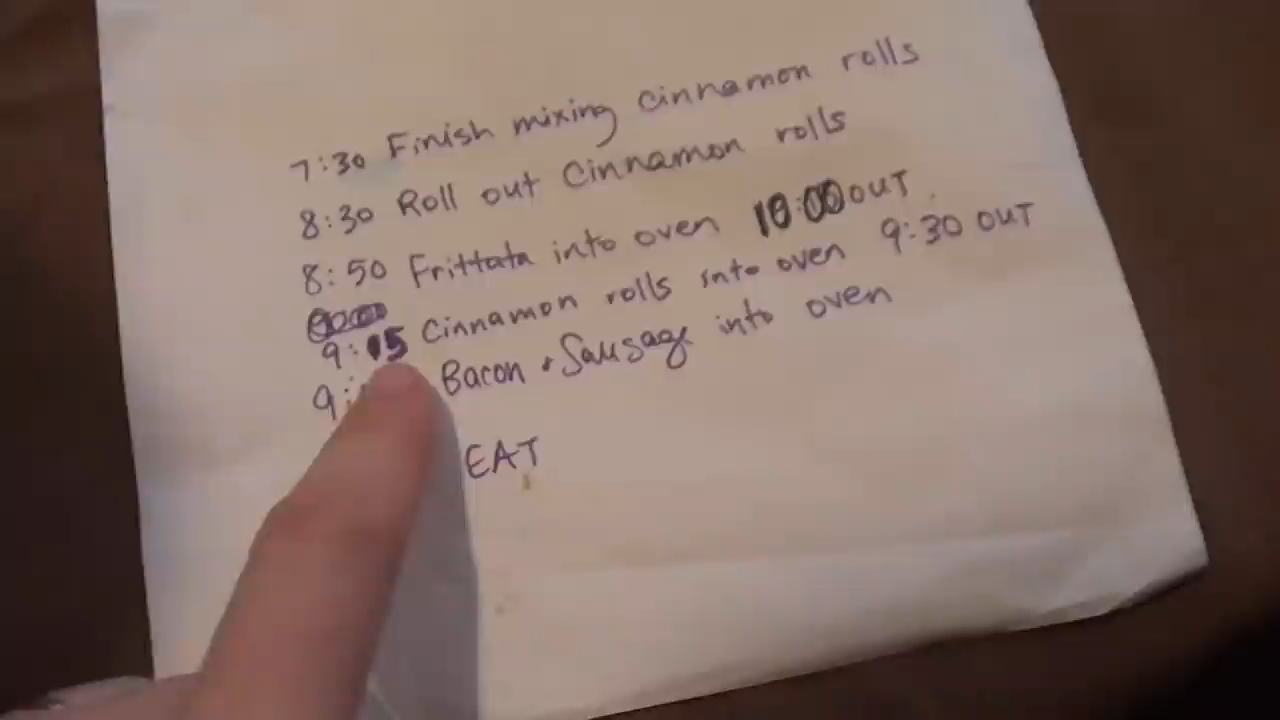 7:30 Finish mixing cinnamon rolls
8:30 Roll out Cinnamon rolls
8:50 Frittata into oven 10:00 OUT
9:15 Cinnamon rolls into oven 9:30 OUT
9: Bacon + Sausage into oven
EAT